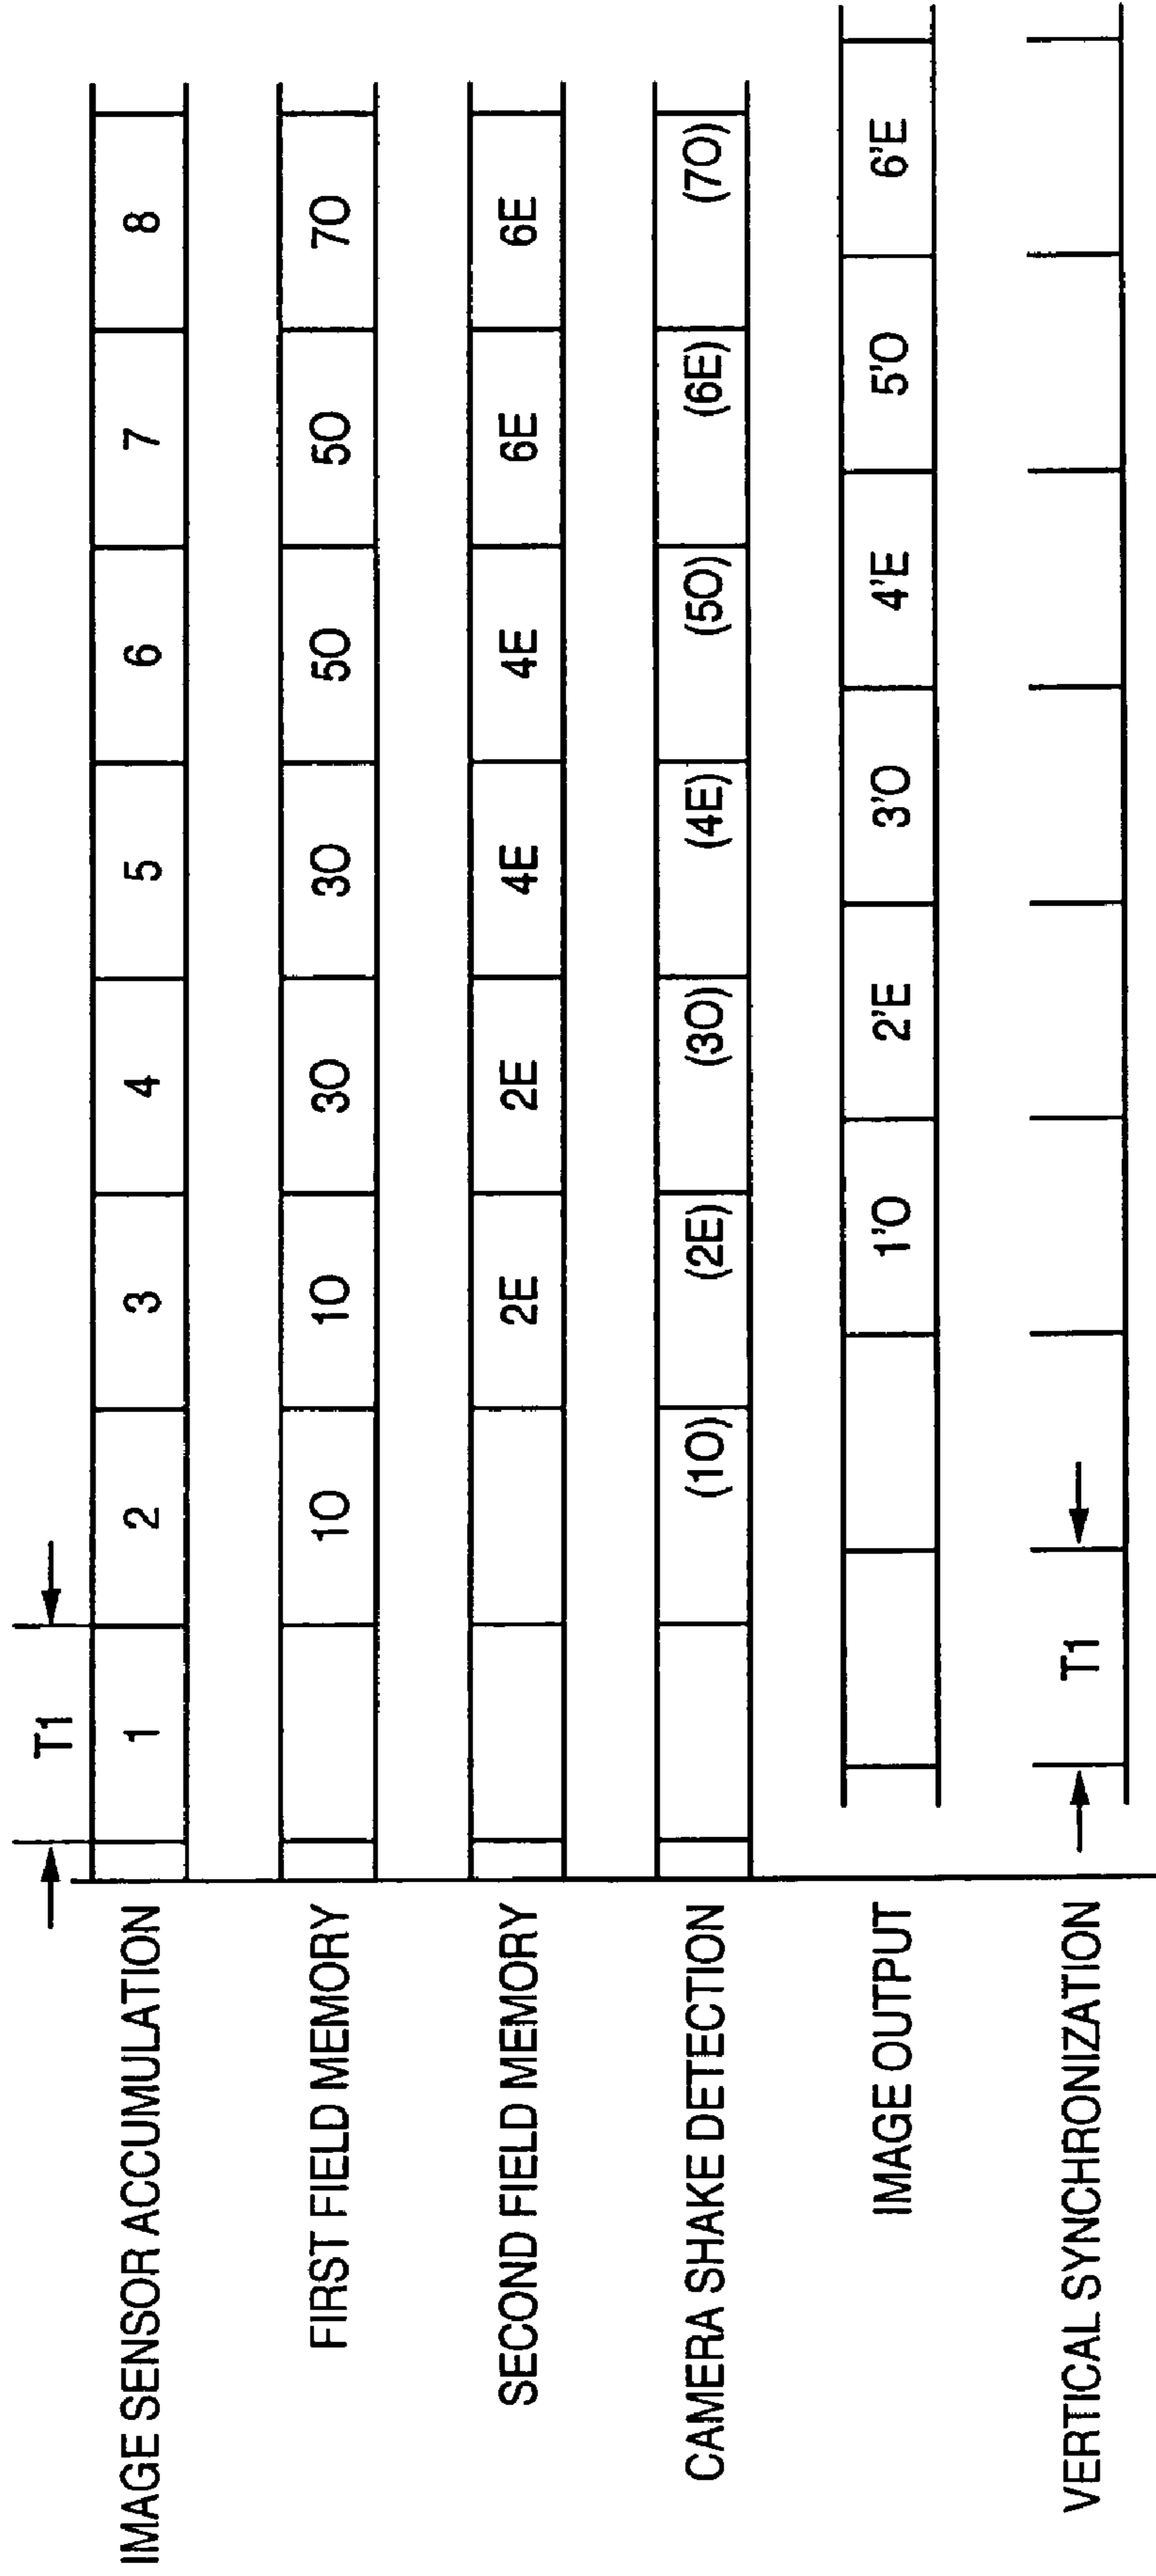 T1
IMAGE SENSOR ACCUMULATION 1 2 3 4 5 6 7 8
FIRST FIELD MEMORY 1O 1O 3O 3O 5O 5O 7O
SECOND FIELD MEMORY 2E 2E 4E 4E 6E 6E
CAMERA SHAKE DETECTION (1O) (2E) (3O) (4E) (5O) (6E) (7O)
IMAGE OUTPUT 1'O 2'E 3'O 4'E 5'O 6'E
VERTICAL SYNCHRONIZATION T1